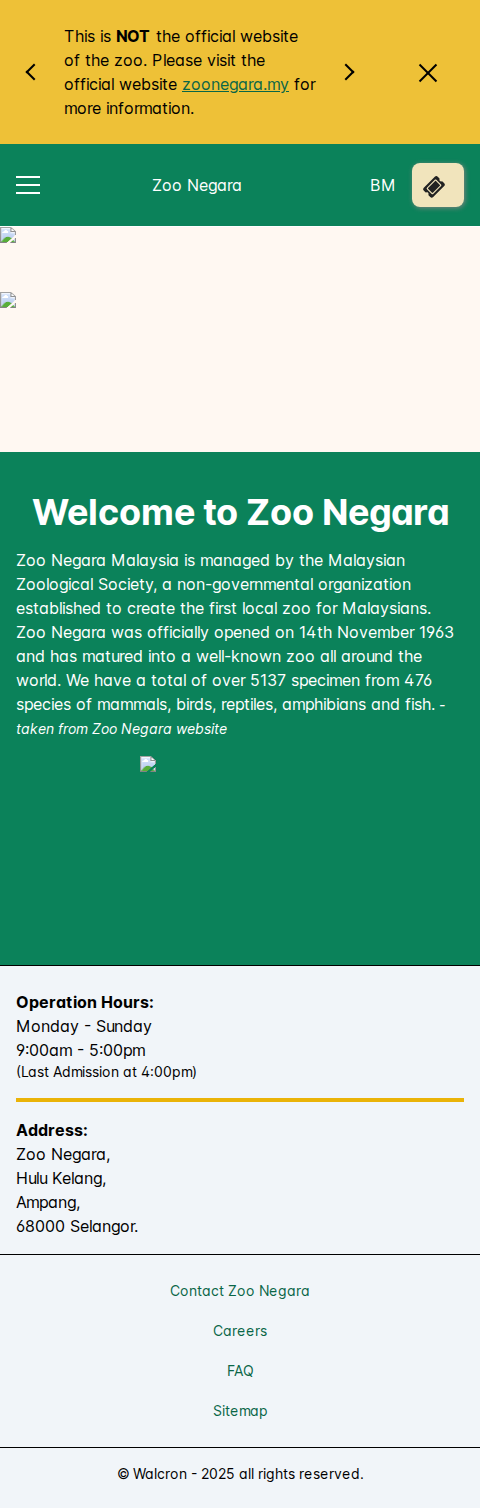 This is NOT the official website
of the zoo. Please visit the
official website zoonegara.my for
more information.
Zoo Negara
BM
Welcome to Zoo Negara
Zoo Negara Malaysia is managed by the Malaysian
Zoological Society, a non-governmental organization
established to create the first local zoo for Malaysians.
Zoo Negara was officially opened on 14th November 1963
and has matured into a well-known zoo all around the
world. We have a total of over 5137 specimen from 476
species of mammals, birds, reptiles, amphibians and fish. -
taken from Zoo Negara website
Operation Hours:
Monday - Sunday
9:00am - 5:00pm
(Last Admission at 4:00pm)
Address:
Zoo Negara,
Hulu Kelang,
Ampang,
68000 Selangor.
Contact Zoo Negara
Careers
FAQ
Sitemap
© Walcron - 2025 all rights reserved.